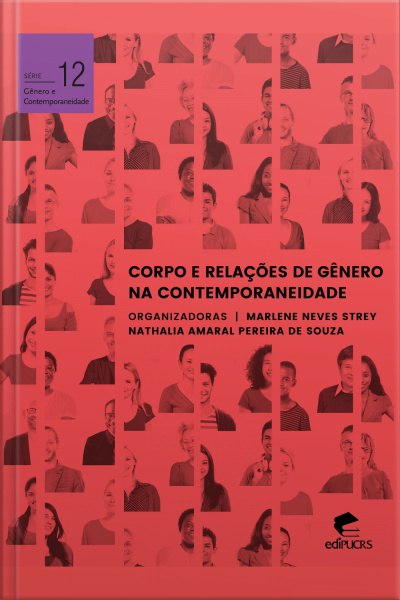 SÉRIE 12
Gênero e
Contemporaneidade
CORPO E RELAÇÕES DE GÊNERO
NA CONTEMPORANEIDADE
ORGANIZADORAS | MARLENE NEVES STREY
NATHALIA AMARAL PEREIRA DE SOUZA
ediPUCRS